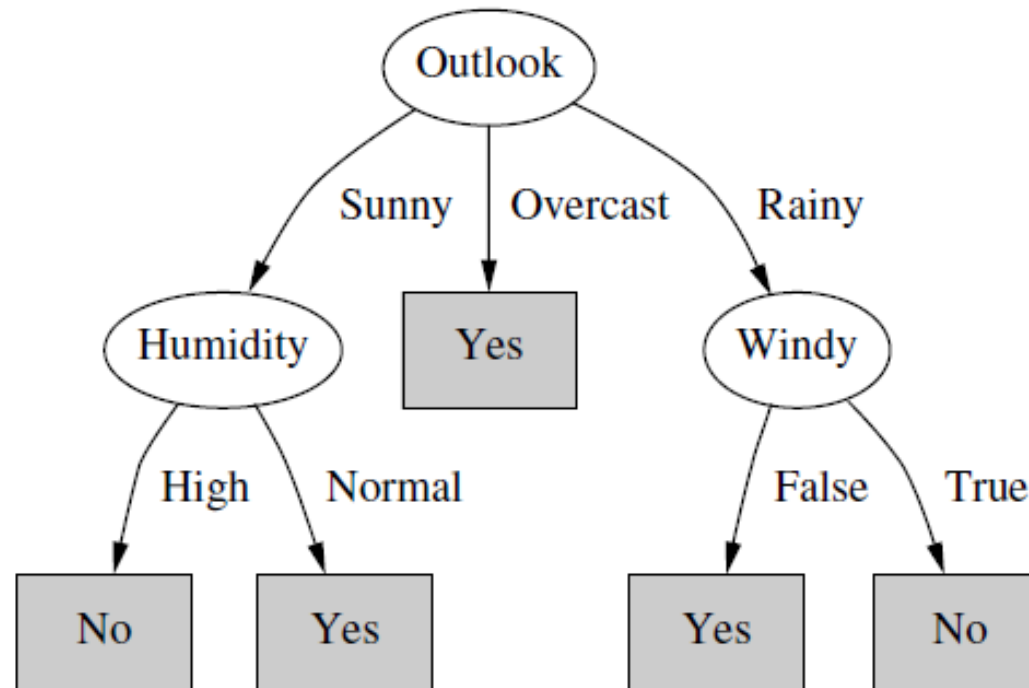 Outlook
Sunny Overcast Rainy
Humidity Yes Windy
High Normal False True
No Yes Yes No